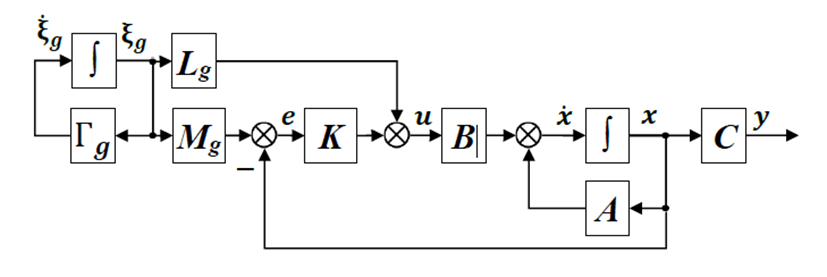 ξ̇g ∫ ξg Lg
Γg Mg e K u B| ẋ ∫ x C y
−
A